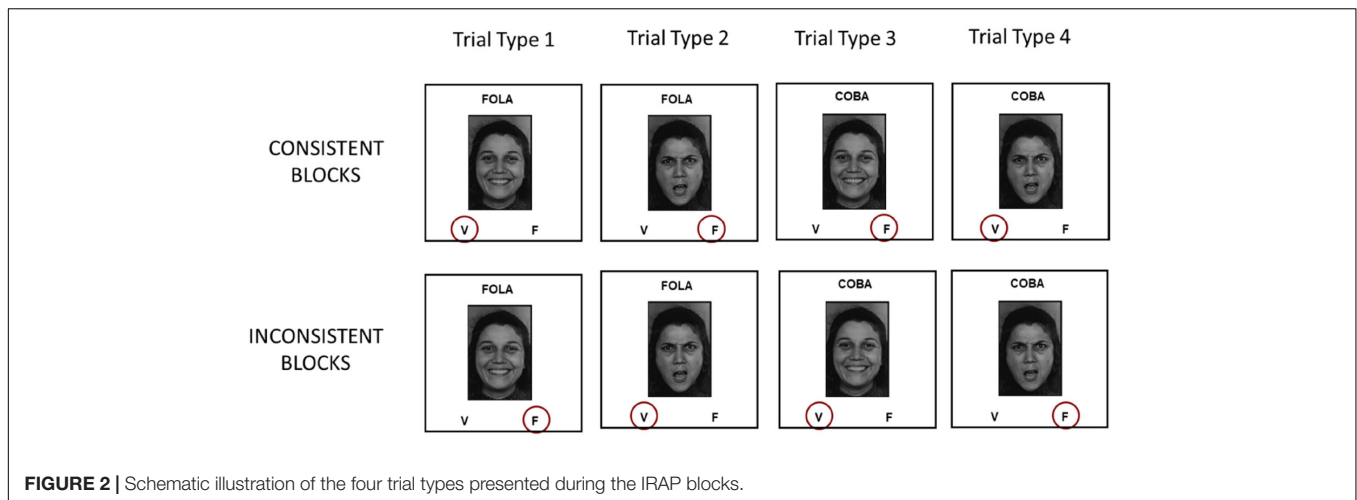 Trial Type 1 Trial Type 2 Trial Type 3 Trial Type 4
CONSISTENT
BLOCKS
FOLA FOLA COBA COBA
V F V F V F V F
INCONSISTENT
BLOCKS
FOLA FOLA COBA COBA
V F V F V F V F
FIGURE 2 | Schematic illustration of the four trial types presented during the IRAP blocks.